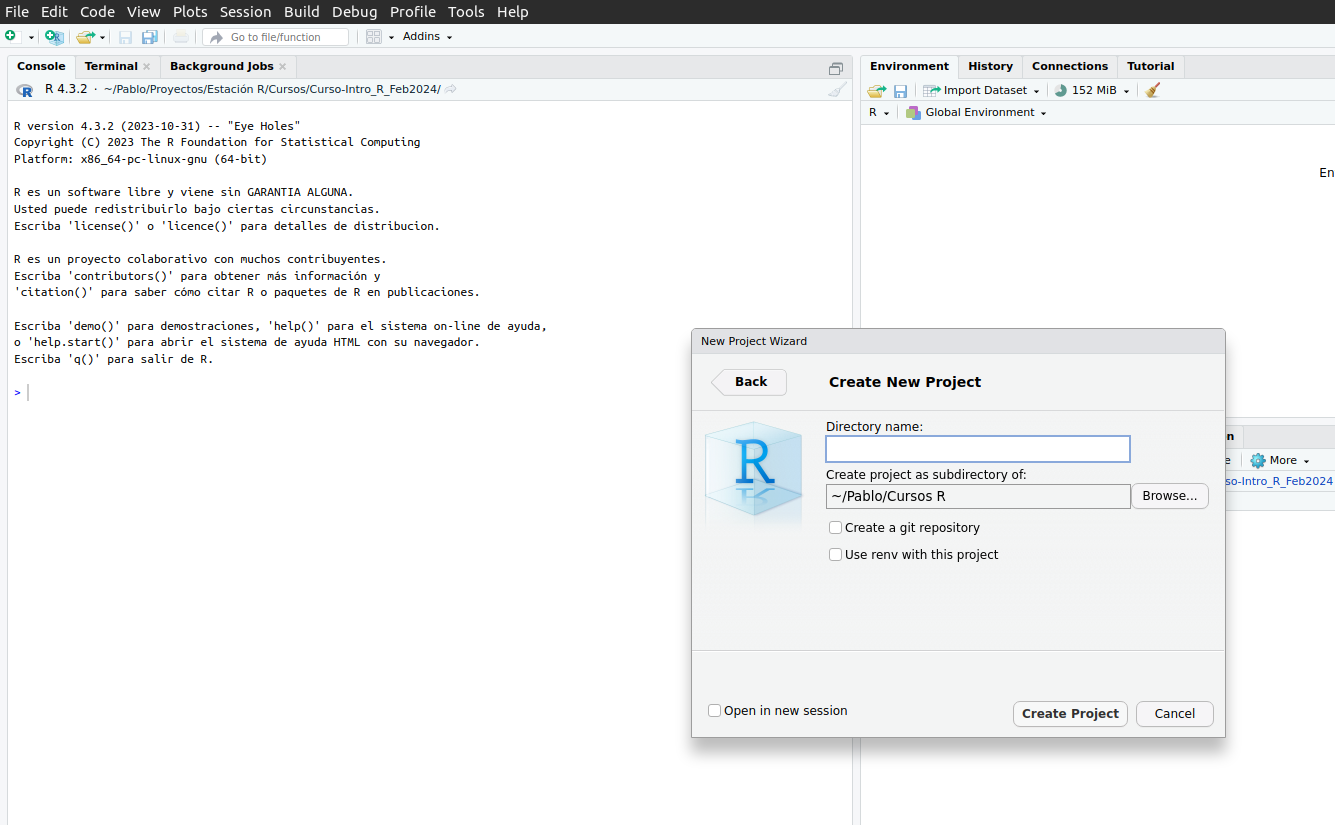 File Edit Code View Plots Session Build Debug Profile Tools Help
Go to file/function Addins
Console Terminal Background Jobs
R 4.3.2 · ~/Pablo/Proyectos/Estación R/Cursos/Curso-Intro_R_Feb2024/
R version 4.3.2 (2023-10-31) -- "Eye Holes"
Copyright (C) 2023 The R Foundation for Statistical Computing
Platform: x86_64-pc-linux-gnu (64-bit)
R es un software libre y viene sin GARANTIA ALGUNA.
Usted puede redistribuirlo bajo ciertas circunstancias.
Escriba 'license()' o 'licence()' para detalles de distribucion.
R es un proyecto colaborativo con muchos contribuyentes.
Escriba 'contributors()' para obtener más información y
'citation()' para saber cómo citar R o paquetes de R en publicaciones.
Escriba 'demo()' para demostraciones, 'help()' para el sistema on-line de ayuda,
o 'help.start()' para abrir el sistema de ayuda HTML con su navegador.
Escriba 'q()' para salir de R.
>
Environment History Connections Tutorial
Import Dataset 152 MiB
R Global Environment
En
n
e More
so-Intro_R_Feb2024
New Project Wizard
Back Create New Project
R
Directory name:
Create project as subdirectory of:
~/Pablo/Cursos R Browse...
Create a git repository
Use renv with this project
Open in new session Create Project Cancel